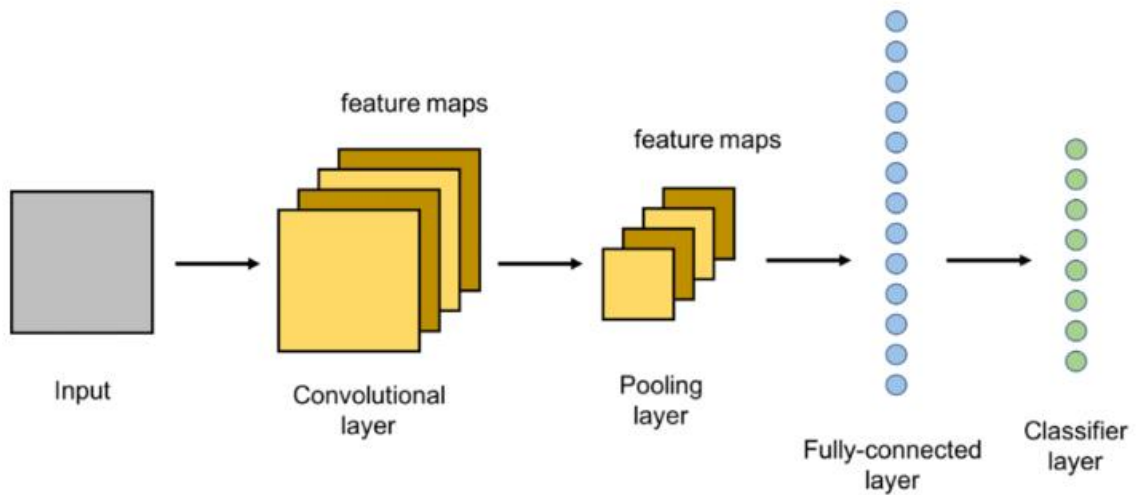 feature maps
feature maps
Input
Convolutional
layer
Pooling
layer
Fully-connected
layer
Classifier
layer